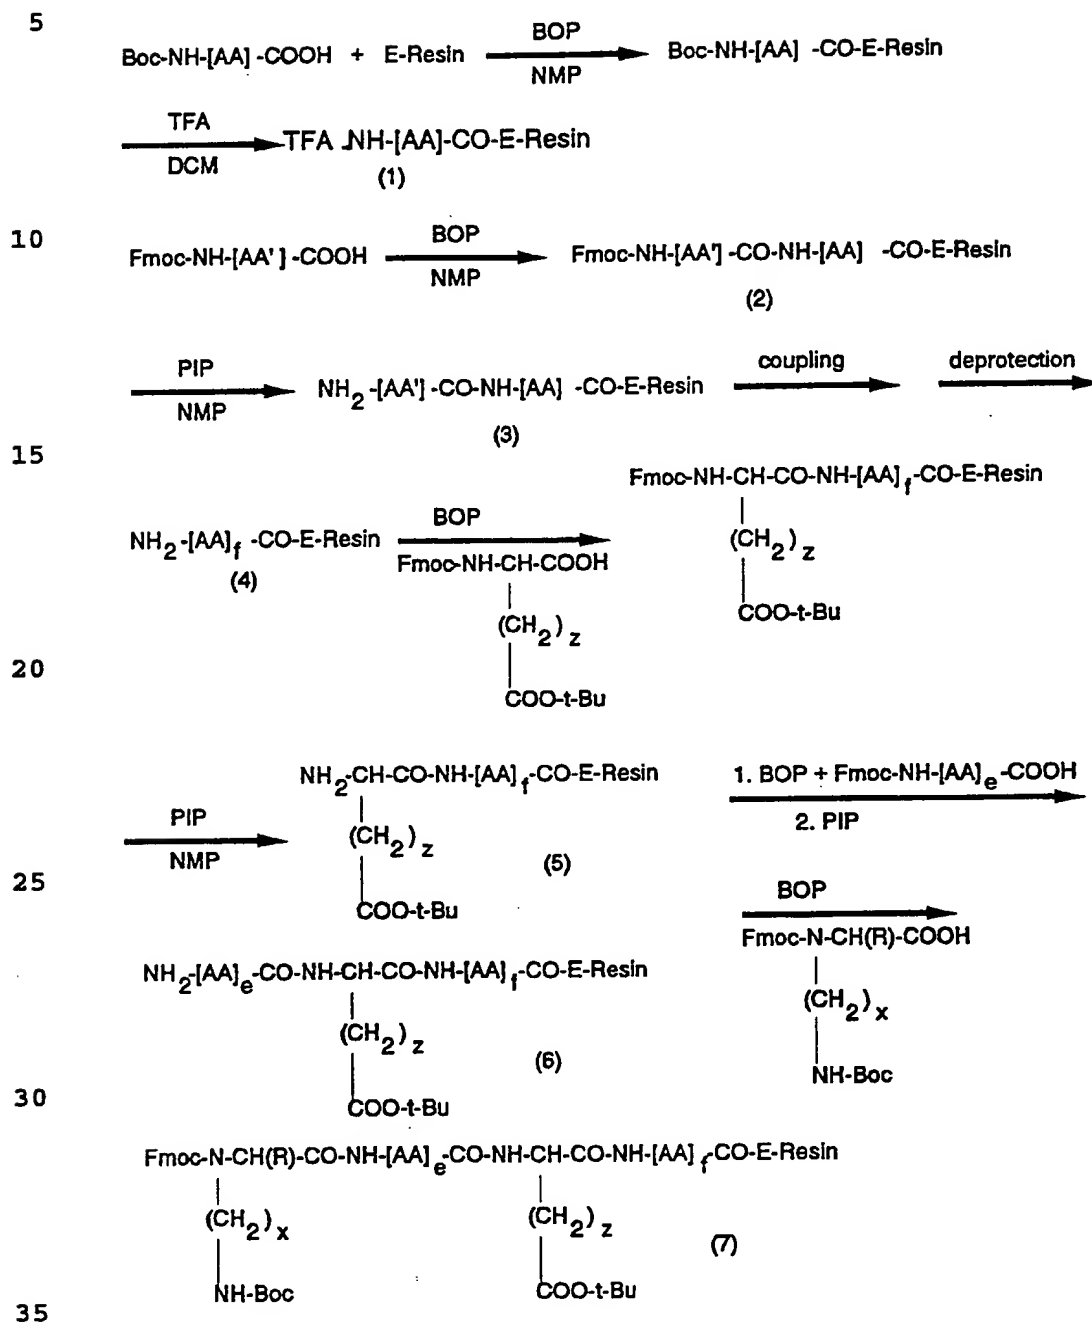 5
BOP
Boc-NH-[AA] -COOH + E-Resin
Boc-NH-[AA] -CO-E-Resin
NMP
TFA
TFA .NH-[AA]-CO-E-Resin
DCM
(1)
10
BOP
Fmoc-NH-[AA' ] -COOH
Fmoc-NH-[AA'] -CO-NH-[AA] -CO-E-Resin
NMP
(2)
PIP
coupling
deprotection
NH2 -[AA'] -CO-NH-[AA] -CO-E-Resin
NMP
(3)
15
Fmoc-NH-CH-CO-NH-[AA]f-CO-E-Resin
BOP
NH2-[AA]f -CO-E-Resin
(CH2)z
Fmoc-NH-CH-COOH
(4)
COO-t-Bu
(CH2)z
20
COO-t-Bu
NH2-CH-CO-NH-[AA]f-CO-E-Resin
1. BOP + Fmoc-NH-[AA]e-COOH
2. PIP
PIP
(CH2)z
NMP
(5)
25
BOP
COO-t-Bu
Fmoc-N-CH(R)-COOH
NH2-[AA]e-CO-NH-CH-CO-NH-[AA]f-CO-E-Resin
(CH2)x
(CH2)z
(6)
NH-Boc
30
COO-t-Bu
Fmoc-N-CH(R)-CO-NH-[AA]e-CO-NH-CH-CO-NH-[AA]f-CO-E-Resin
(CH2)x
(CH2)z
(7)
NH-Boc
COO-t-Bu
35